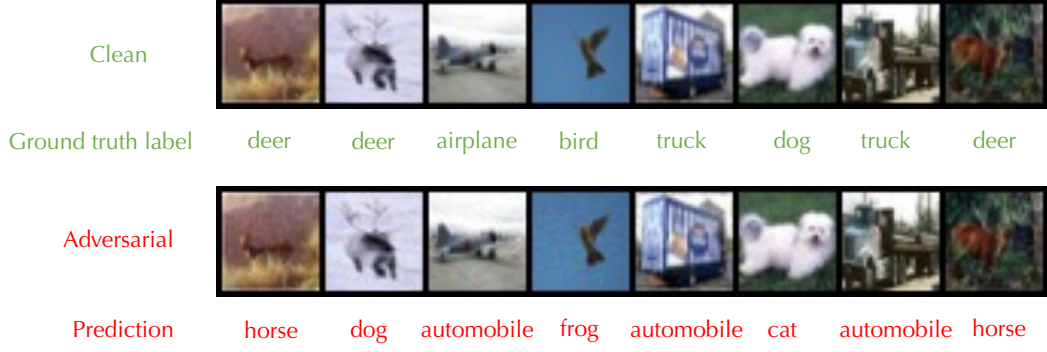 Clean
Ground truth label deer deer airplane bird truck dog truck deer
Adversarial
Prediction horse dog automobile frog automobile cat automobile horse